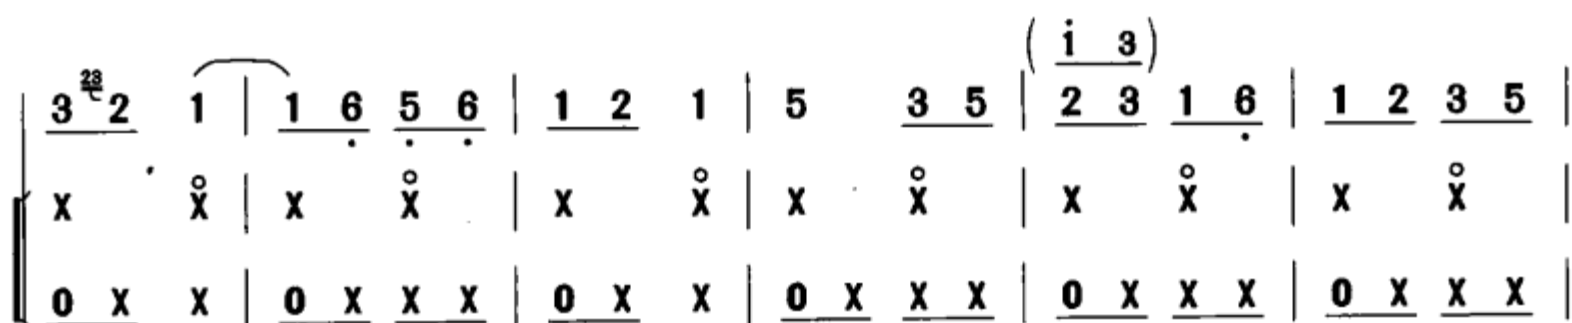 ( i 3 )
3 23 2 1 | 1 6 5 6 | 1 2 1 | 5 3 5 | 2 3 1 6 | 1 2 3 5 |
X X | X X | X X | X X | X X | X X |
0 X X | 0 X X X | 0 X X | 0 X X X | 0 X X X | 0 X X X |